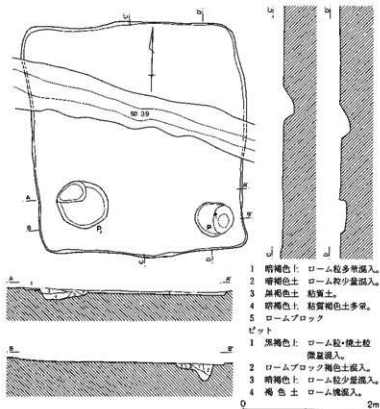 C
D
SD 39
A
A'
B
B'
P
P
C'
D'
A
A'
B
B'
1 暗褐色土 ローム粒多量混入。
2 暗褐色土 ローム粒少量混入。
3 黒褐色土 粘質土。
4 暗褐色土 粘質褐色土多量。
5 ロームブロック
ピット
1 黒褐色土 ローム粒・焼土粒
微量混入。
2 ロームブロック褐色土混入。
3 暗褐色土 ローム粒少量混入。
4 褐色土 ローム塊混入。
0 2m